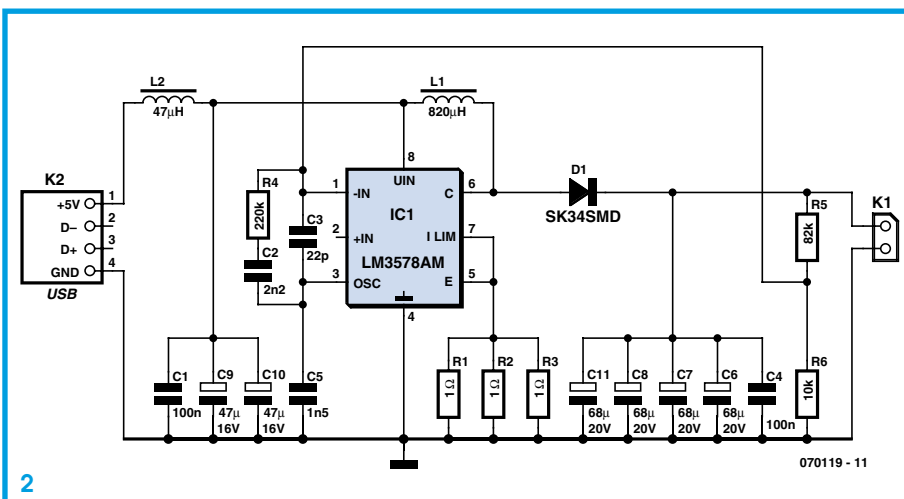 L2
47µH
L1
820µH
K2
+5V
1
D–
2
D+
3
GND
4
USB
R4
220k
C2
2n2
C3
22p
1
-IN
2
+IN
3
OSC
8
UIN
IC1
LM3578AM
C
6
I LIM
7
E
5
4
D1
SK34SMD
R5
82k
K1
C1
100n
C9
47µ
16V
C10
47µ
16V
C5
1n5
R1
1Ω
R2
1Ω
R3
1Ω
C11
68µ
20V
C8
68µ
20V
C7
68µ
20V
C6
68µ
20V
C4
100n
R6
10k
070119 - 11
2